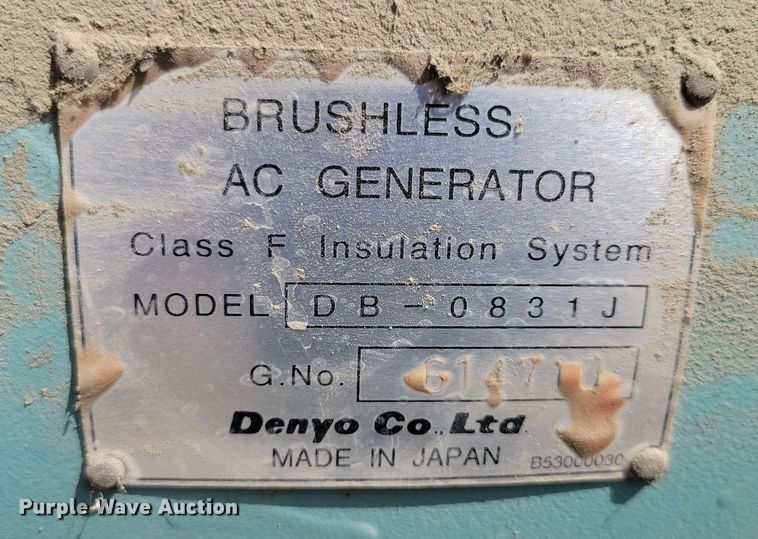 BRUSHLESS
AC GENERATOR
Class F Insulation System
MODEL DB-0831J
G.No.
Denyo Co., Ltd.
MADE IN JAPAN B53000030
Purple Wave Auction